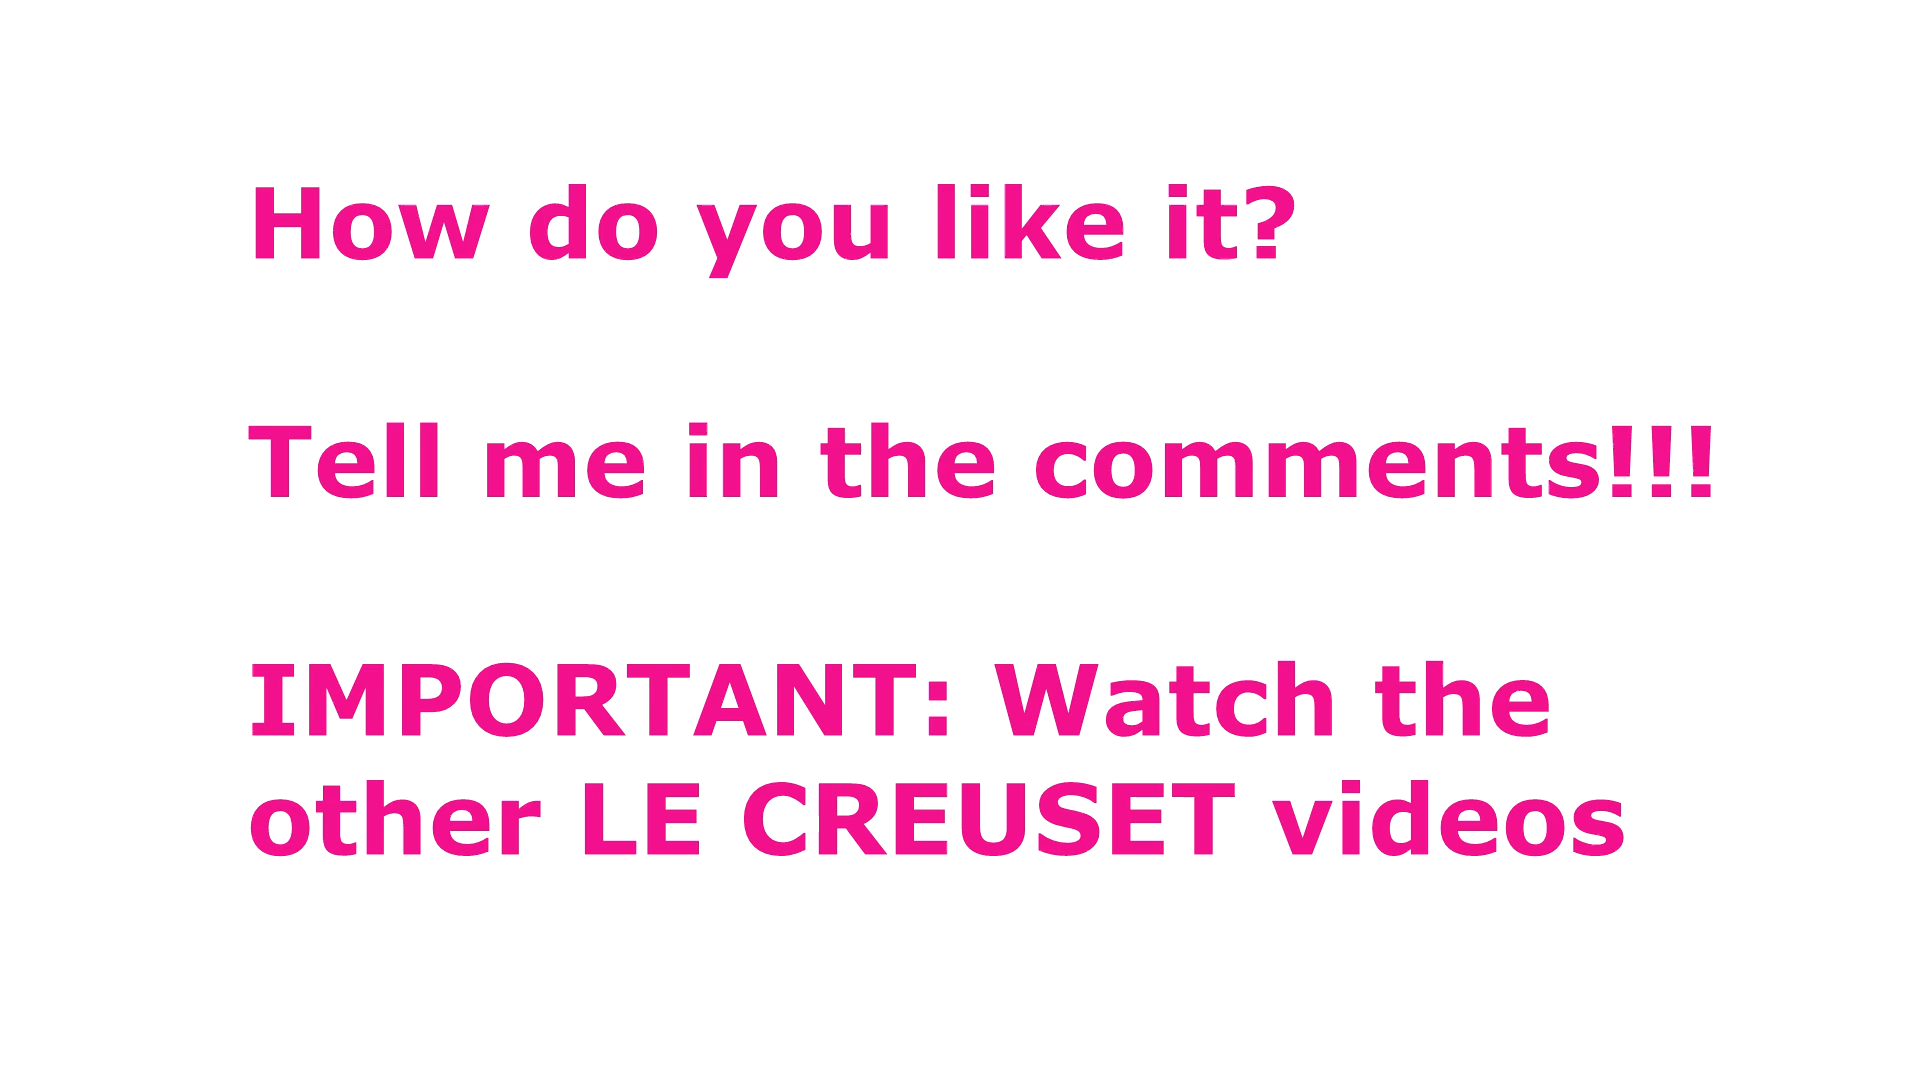 How do you like it?
Tell me in the comments!!!
IMPORTANT: Watch the
other LE CREUSET videos